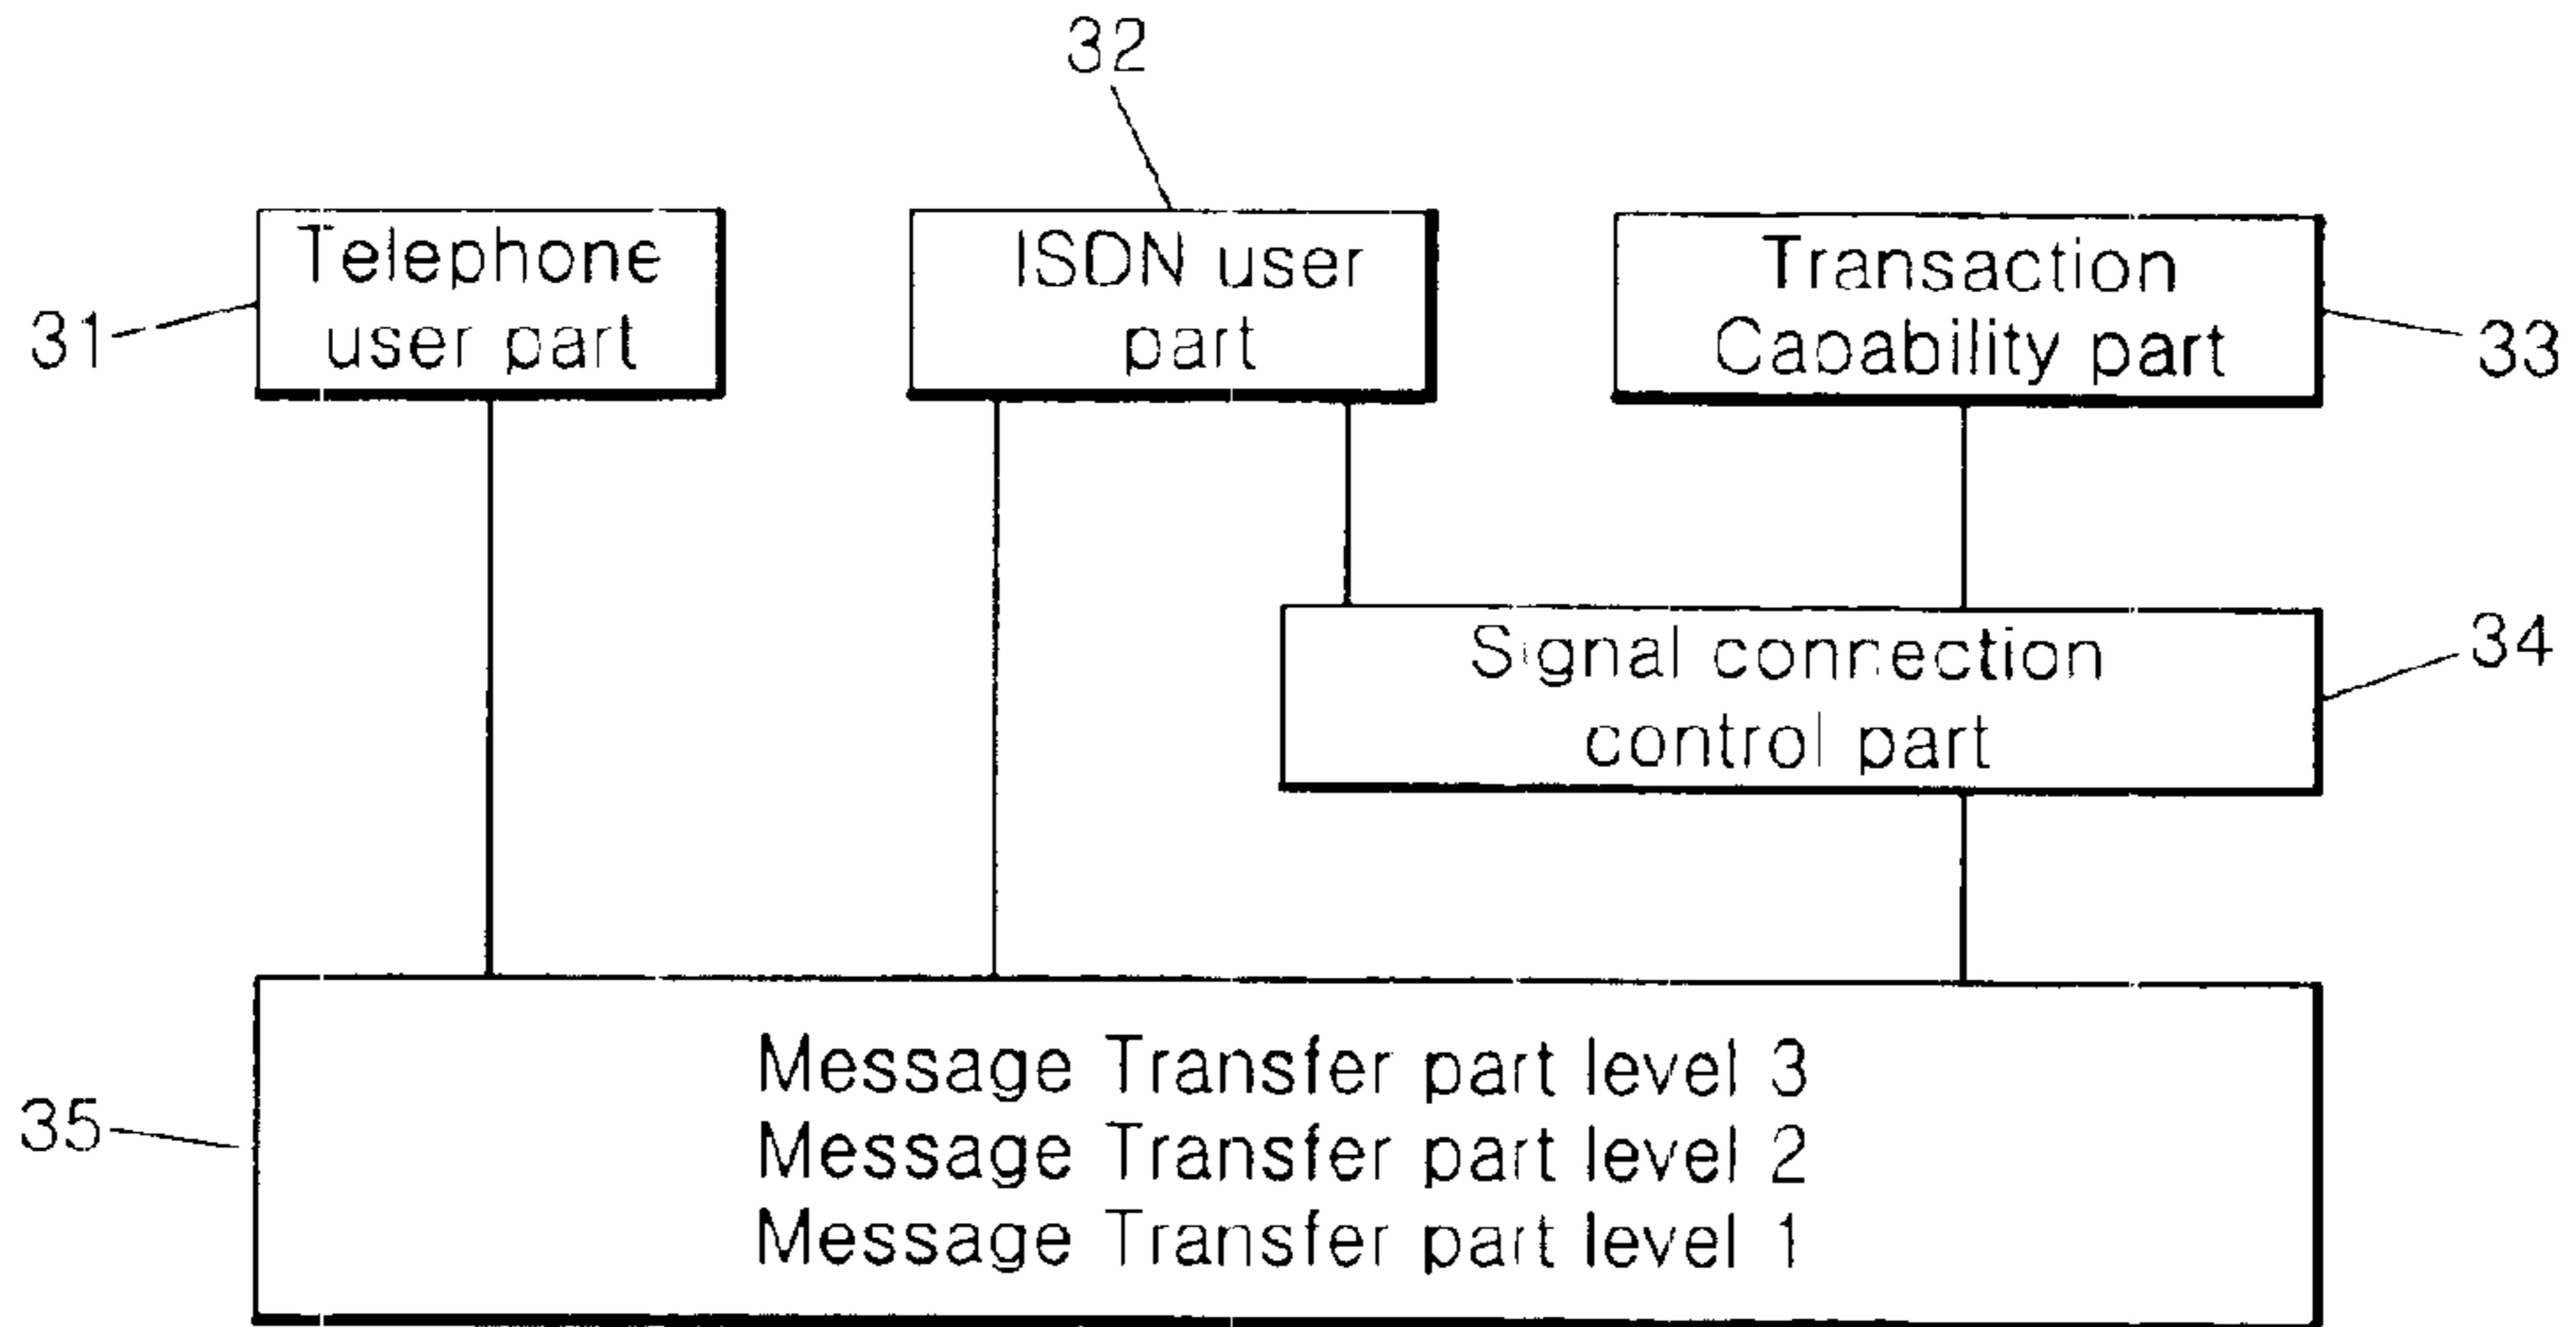 32
Telephone
user part
31
ISDN user
part
Transaction
Capability part
33
Signal connection
control part
34
Message Transfer part level 3
Message Transfer part level 2
Message Transfer part level 1
35